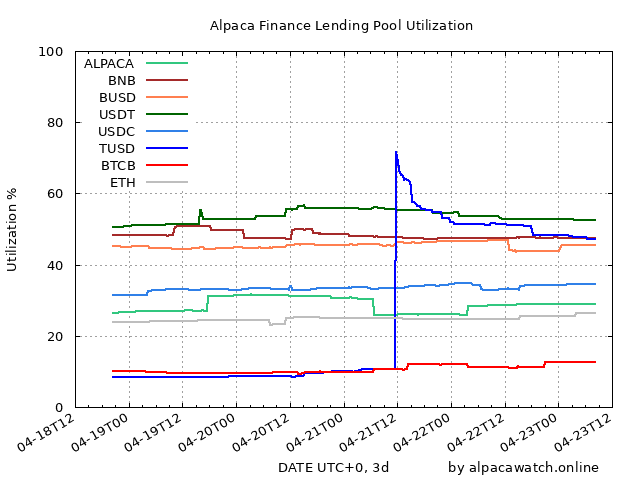 Alpaca Finance Lending Pool Utilization
100
80
60
40
20
0
Utilization %
ALPACA
BNB
BUSD
USDT
USDC
TUSD
BTCB
ETH
04-18T12
04-19T00
04-19T12
04-20T00
04-20T12
04-21T00
04-21T12
04-22T00
04-22T12
04-23T00
04-23T12
DATE UTC+0, 3d
by alpacawatch.online